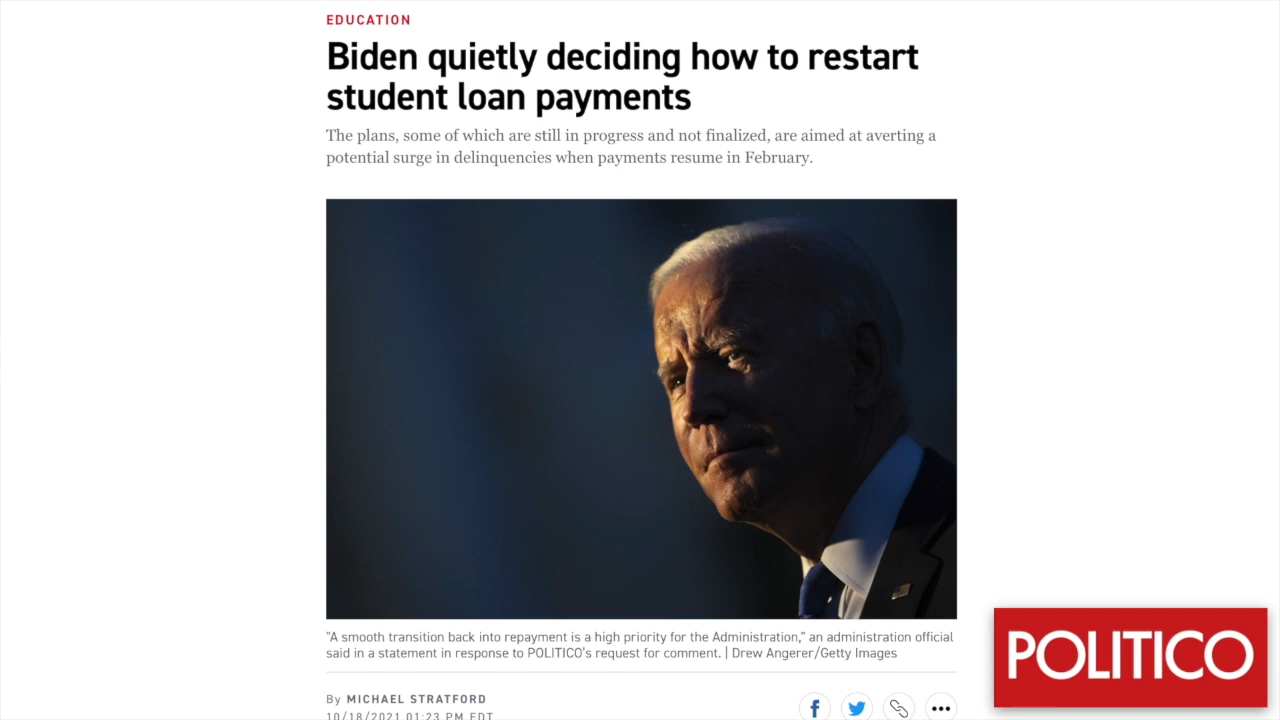 EDUCATION
Biden quietly deciding how to restart
student loan payments
The plans, some of which are still in progress and not finalized, are aimed at averting a
potential surge in delinquencies when payments resume in February.
"A smooth transition back into repayment is a high priority for the Administration," an administration official
said in a statement in response to POLITICO's request for comment. | Drew Angerer/Getty Images
By MICHAEL STRATFORD
10/18/2021 01:23 PM EDT
POLITICO